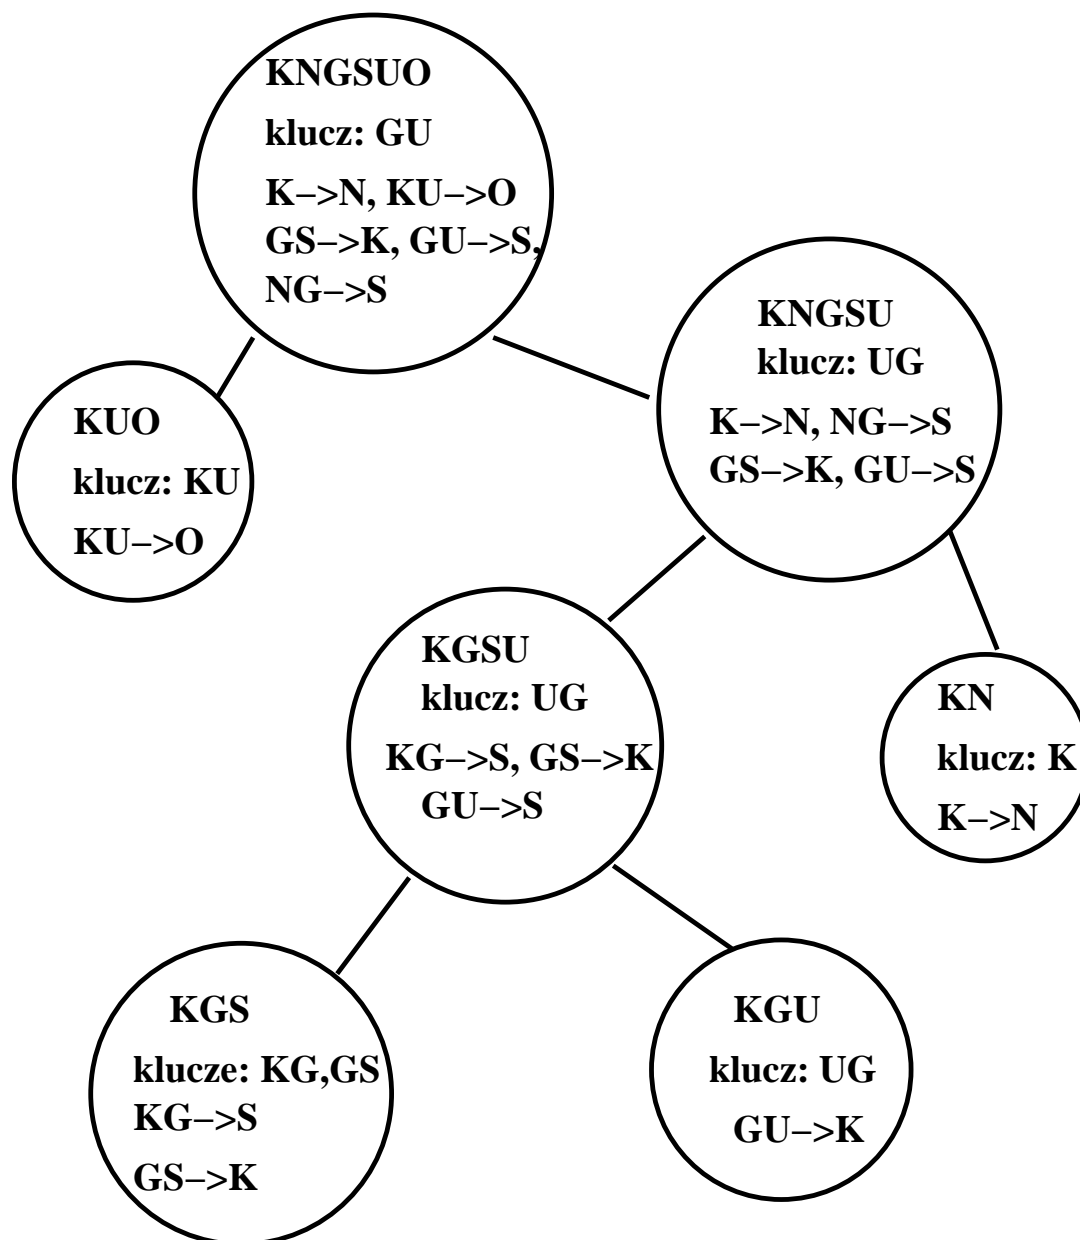 KNGSUO
klucz: GU
K–>N, KU–>O
GS–>K, GU–>S,
NG–>S
KNGSU
klucz: UG
K–>N, NG–>S
GS–>K, GU–>S
KUO
klucz: KU
KU–>O
KGSU
klucz: UG
KG–>S, GS–>K
GU–>S
KN
klucz: K
K–>N
KGS
klucze: KG,GS
KG–>S
GS–>K
KGU
klucz: UG
GU–>K